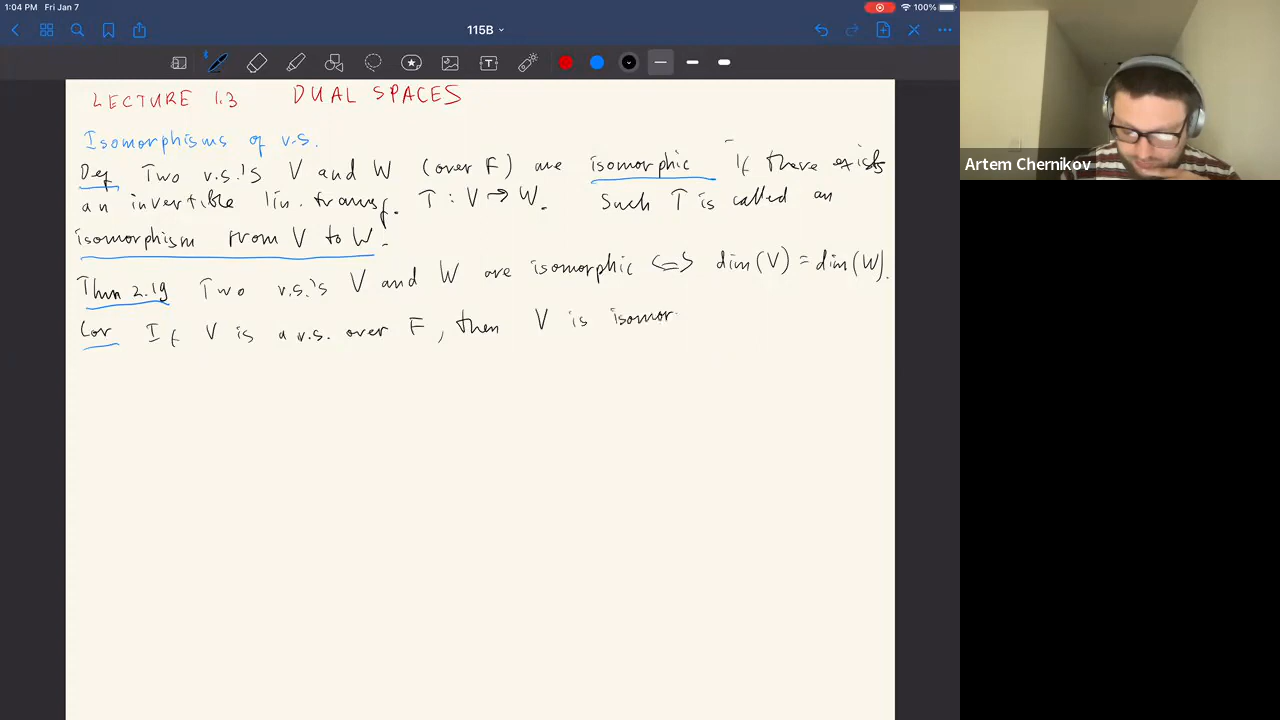 1:04 PM Fri Jan 7
100%
115B
LECTURE 1.3 DUAL SPACES
Isomorphisms of v.s.
Def Two v.s.'s V and W (over F) are isomorphic if there exists
an invertible lin. transf. T : V → W. Such T is called an
isomorphism from V to W.
Thm 2.19 Two v.s.'s V and W are isomorphic ⇔ dim(V) = dim(W).
Cor If V is a v.s. over F, then V is isomor
Artem Chernikov